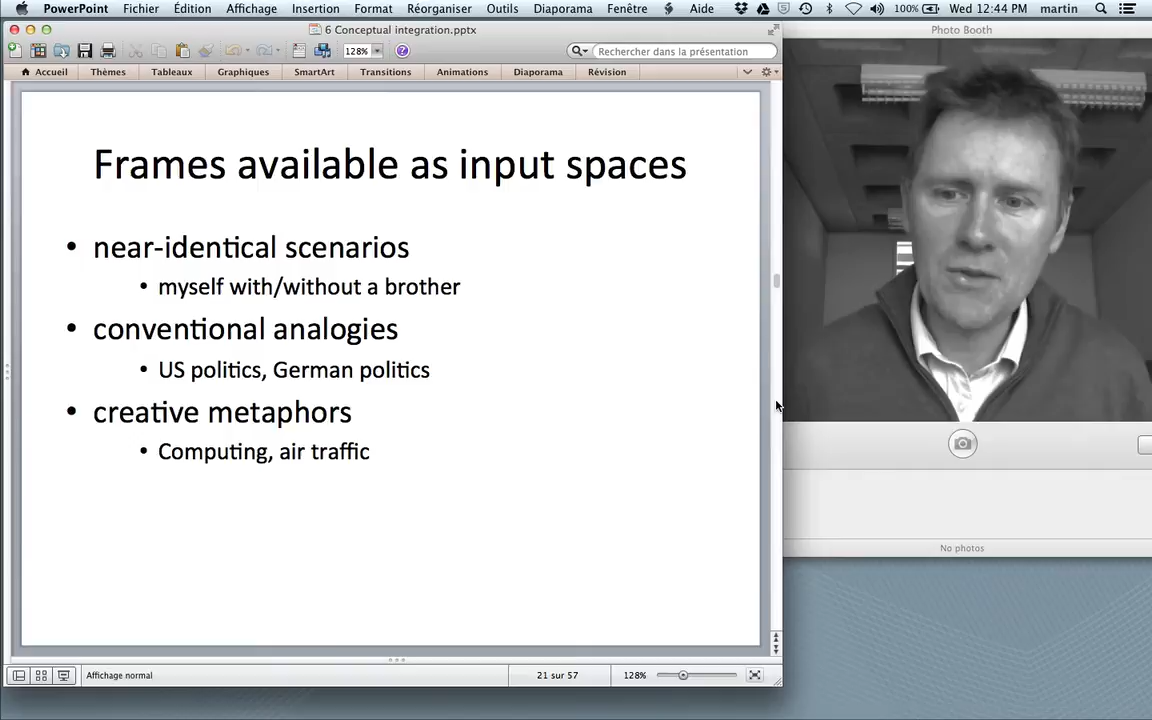 PowerPoint Fichier Édition Affichage Insertion Format Réorganiser Outils Diaporama Fenêtre Aide 100% Wed 12:44 PM martin
6 Conceptual integration.pptx
Photo Booth
128% Rechercher dans la présentation
Accueil Thèmes Tableaux Graphiques SmartArt Transitions Animations Diaporama Révision
Frames available as input spaces
• near-identical scenarios
• myself with/without a brother
• conventional analogies
• US politics, German politics
• creative metaphors
• Computing, air traffic
No photos
Affichage normal 21 sur 57 128%